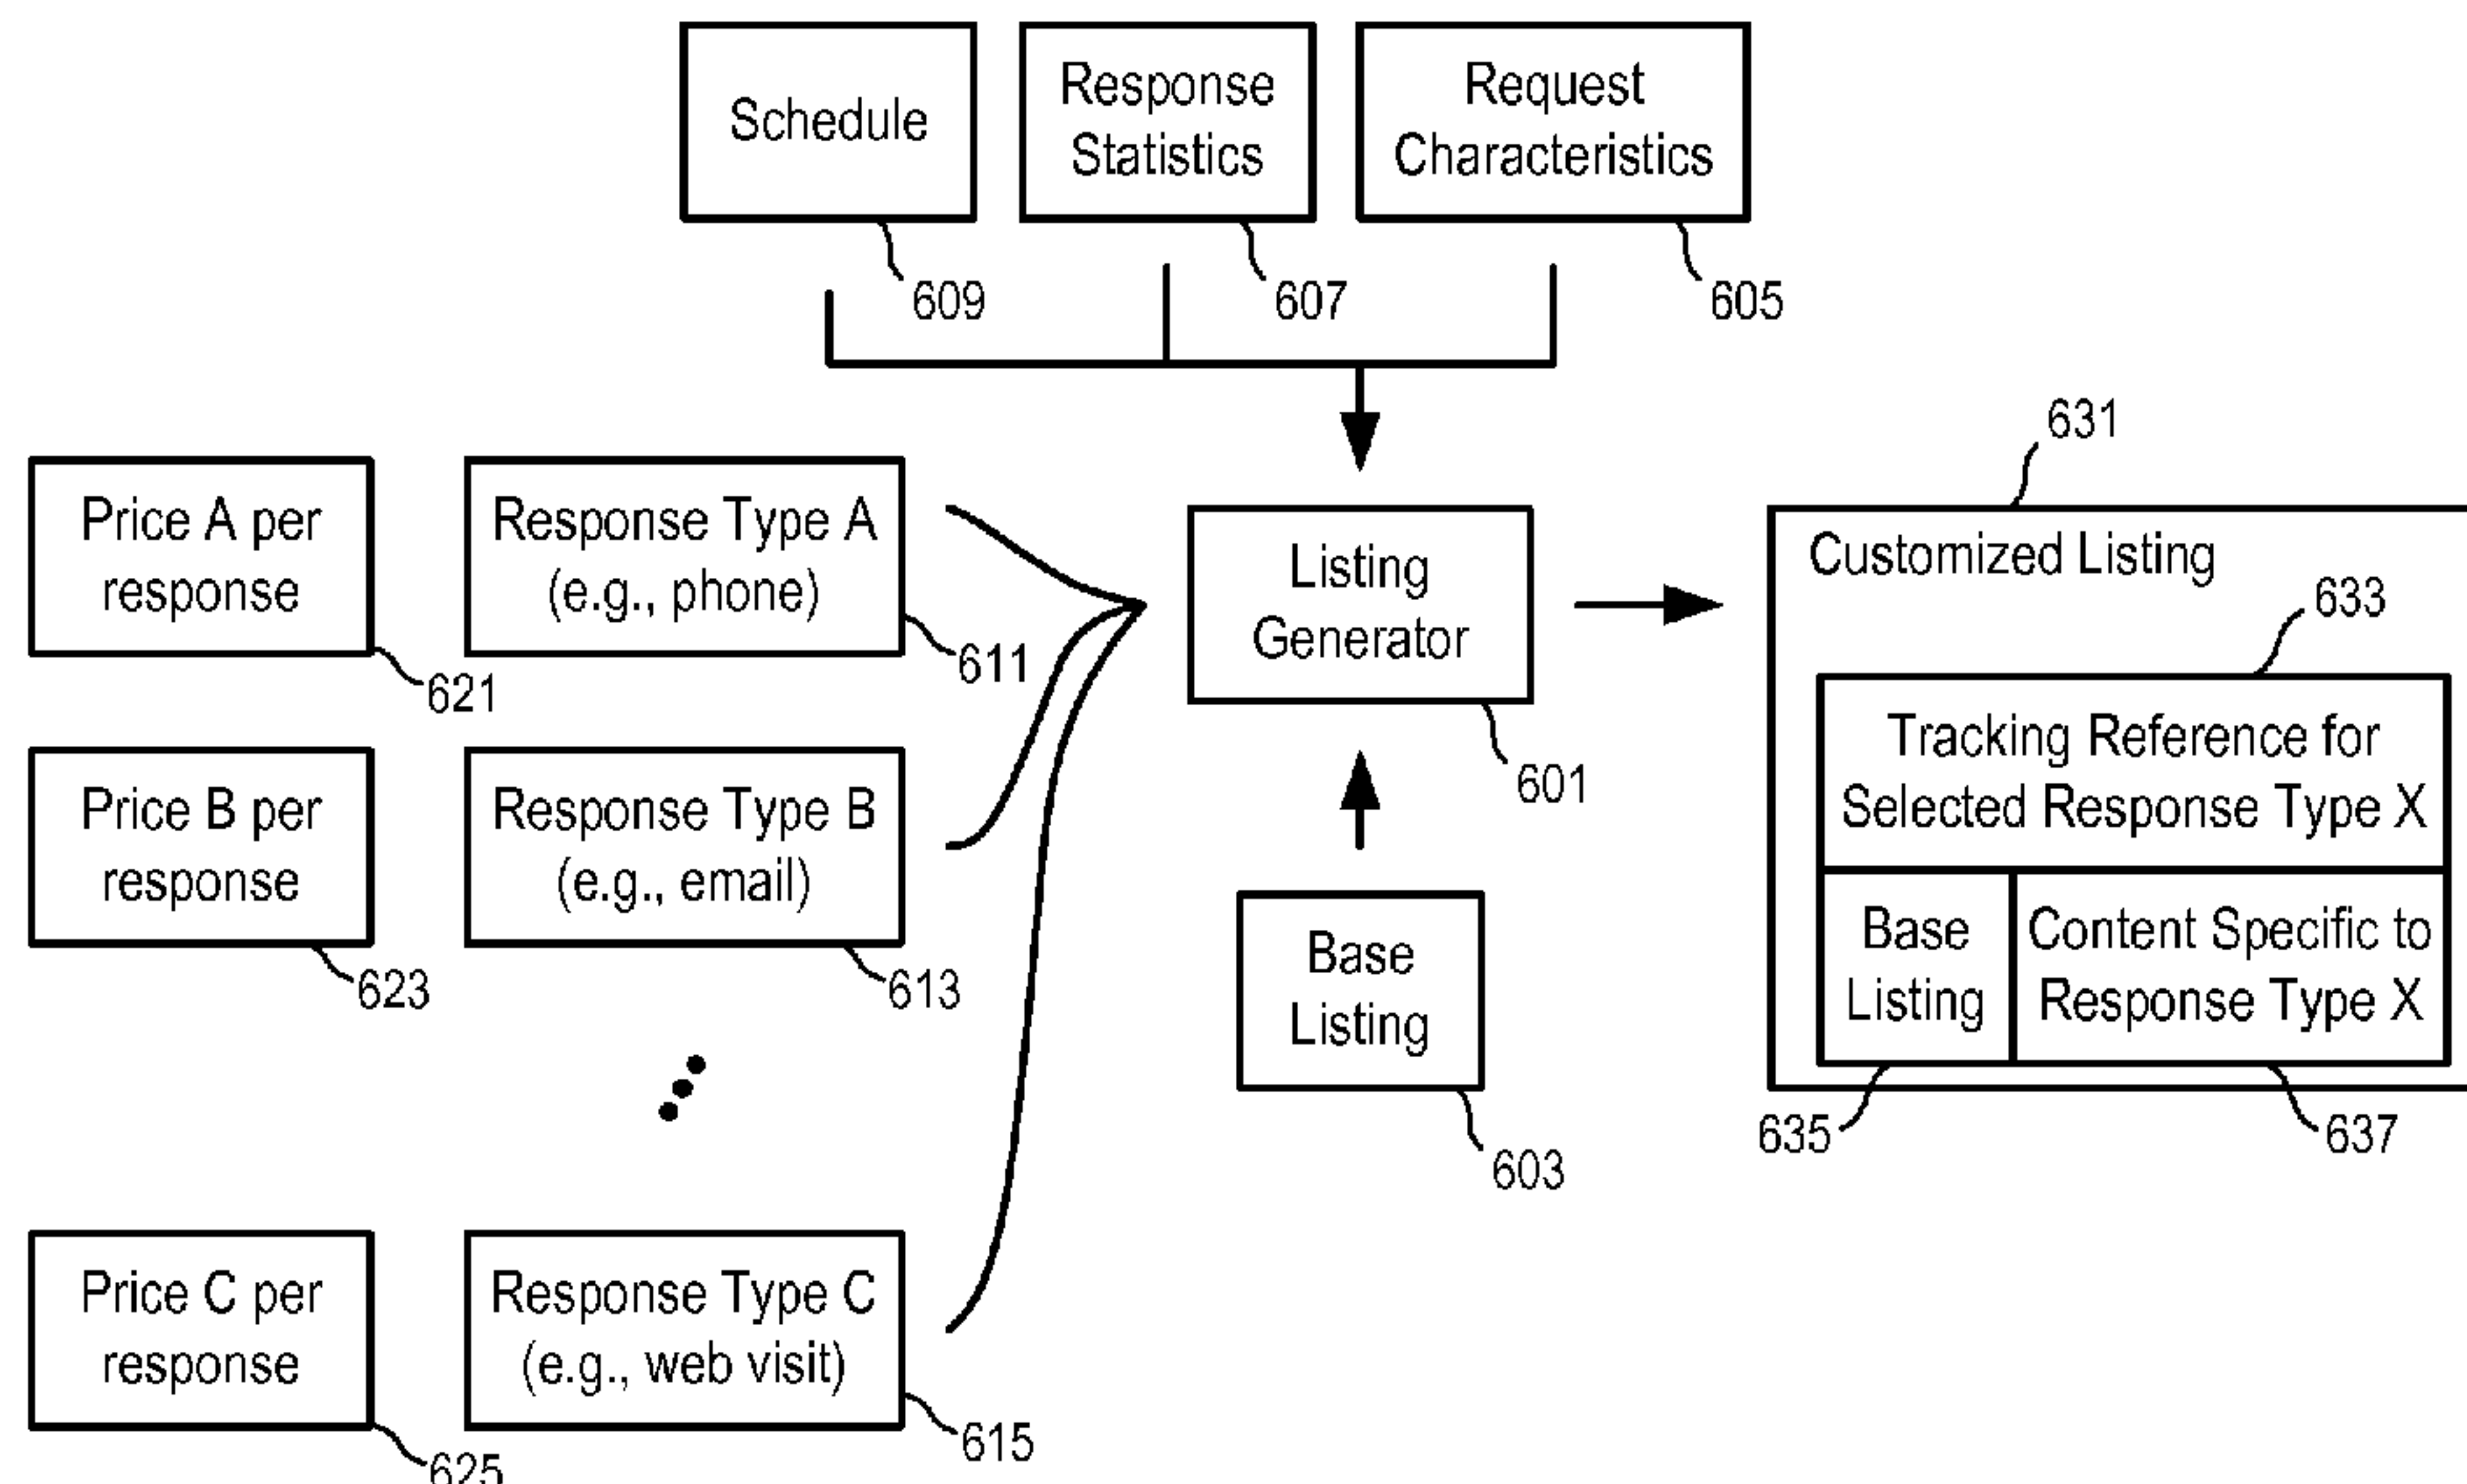 Schedule
Response
Statistics
Request
Characteristics
609
607
605
631
Price A per
response
Response Type A
(e.g., phone)
Listing
Generator
Customized Listing
633
621
611
601
Tracking Reference for
Selected Response Type X
Price B per
response
Response Type B
(e.g., email)
Base
Listing
Base
Listing
Content Specific to
Response Type X
623
613
603
635
637
Price C per
response
Response Type C
(e.g., web visit)
625
615